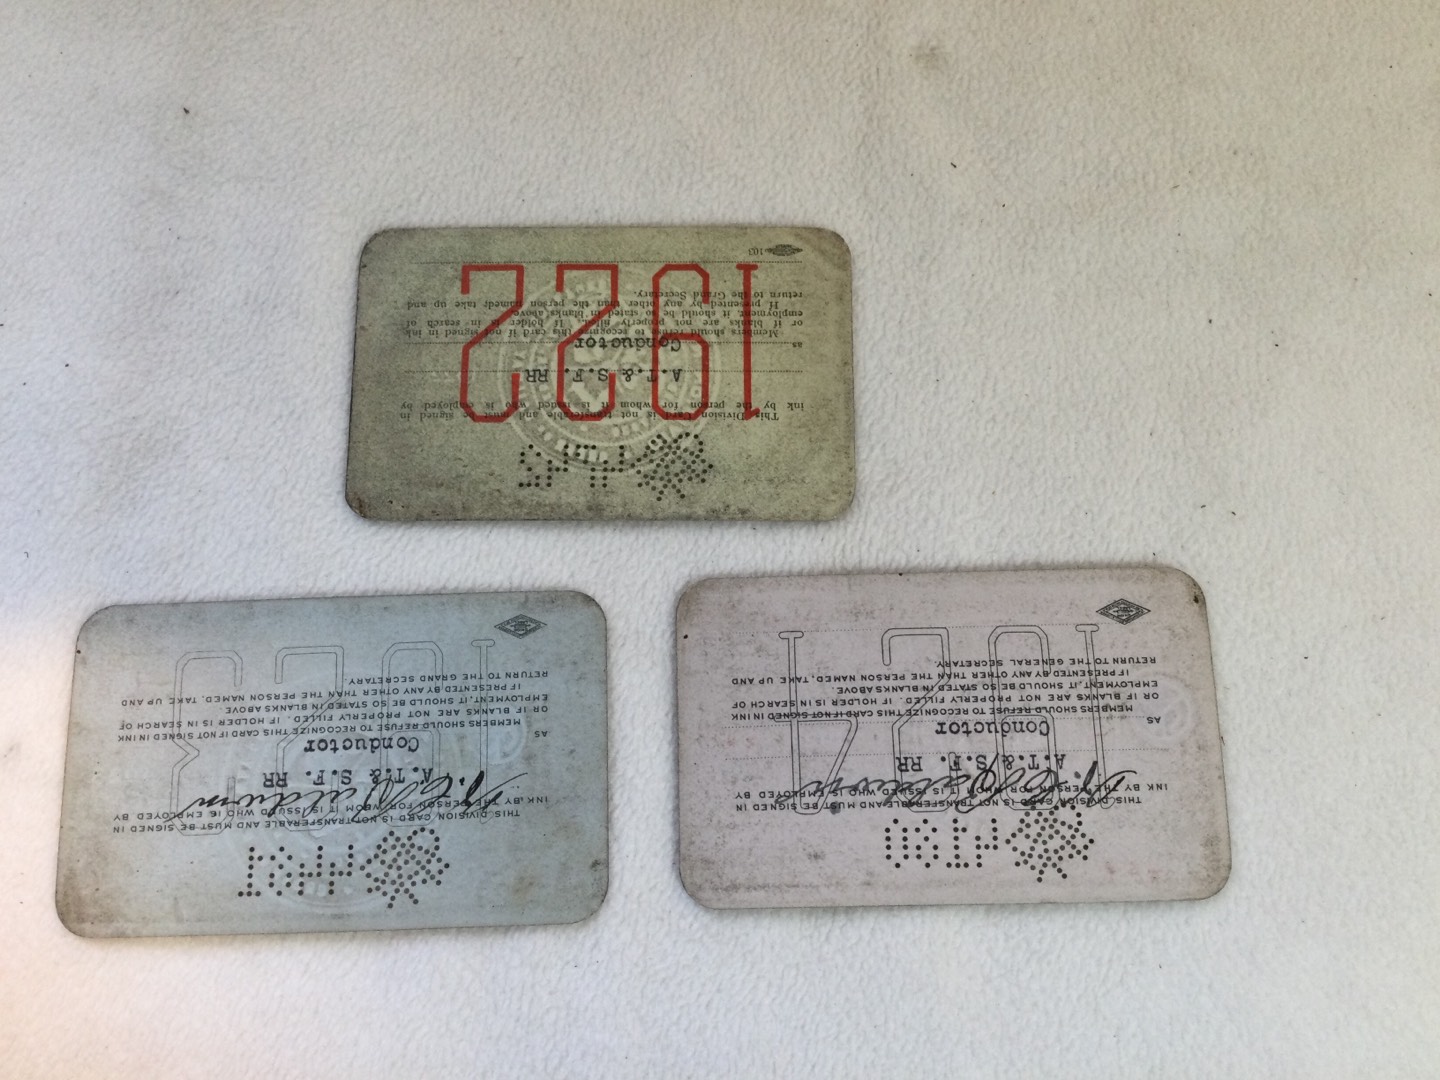 This Division Card is not transferable and must be signed in
ink by the person for whom it is issued who is employed by
A.T.& S.F. RR
as
Conductor
Members should refuse to recognize this card if not signed in ink
or if blanks are not properly filled. If holder is in search of
employment, it should be so stated in blanks above.
If presented by any other than the person named, take up and
return to the Grand Secretary.
1922
103
THIS DIVISION CARD IS NOT TRANSFERABLE AND MUST BE SIGNED IN
INK BY THE PERSON FOR WHOM IT IS ISSUED WHO IS EMPLOYED BY
A.T.& S.F. RR
AS
Conductor
MEMBERS SHOULD REFUSE TO RECOGNIZE THIS CARD IF NOT SIGNED IN INK
OR IF BLANKS ARE NOT PROPERLY FILLED. IF HOLDER IS IN SEARCH OF
EMPLOYMENT, IT SHOULD BE SO STATED IN BLANKS ABOVE.
IF PRESENTED BY ANY OTHER THAN THE PERSON NAMED, TAKE UP AND
RETURN TO THE GENERAL SECRETARY.
1924
THIS DIVISION CARD IS NOT TRANSFERABLE AND MUST BE SIGNED IN
INK BY THE PERSON FOR WHOM IT IS ISSUED WHO IS EMPLOYED BY
A.T.& S.F. RR
AS
Conductor
MEMBERS SHOULD REFUSE TO RECOGNIZE THIS CARD IF NOT SIGNED IN INK
OR IF BLANKS ARE NOT PROPERLY FILLED. IF HOLDER IS IN SEARCH OF
EMPLOYMENT, IT SHOULD BE SO STATED IN BLANKS ABOVE.
IF PRESENTED BY ANY OTHER THAN THE PERSON NAMED, TAKE UP AND
RETURN TO THE GRAND SECRETARY.
1923